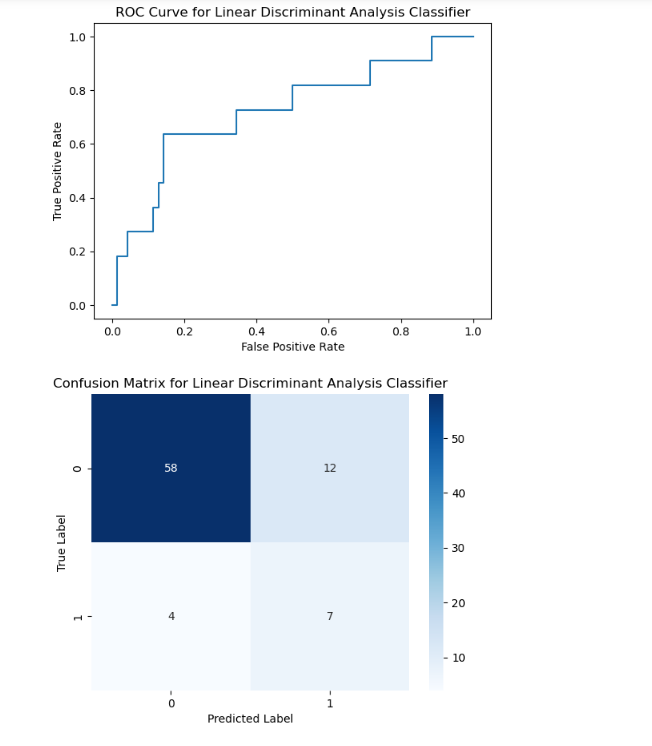 ROC Curve for Linear Discriminant Analysis Classifier
1.0
0.8
0.6
0.4
0.2
0.0
True Positive Rate
0.0 0.2 0.4 0.6 0.8 1.0
False Positive Rate
Confusion Matrix for Linear Discriminant Analysis Classifier
0
58 12
1
4 7
True Label
0 1
Predicted Label
50
40
30
20
10